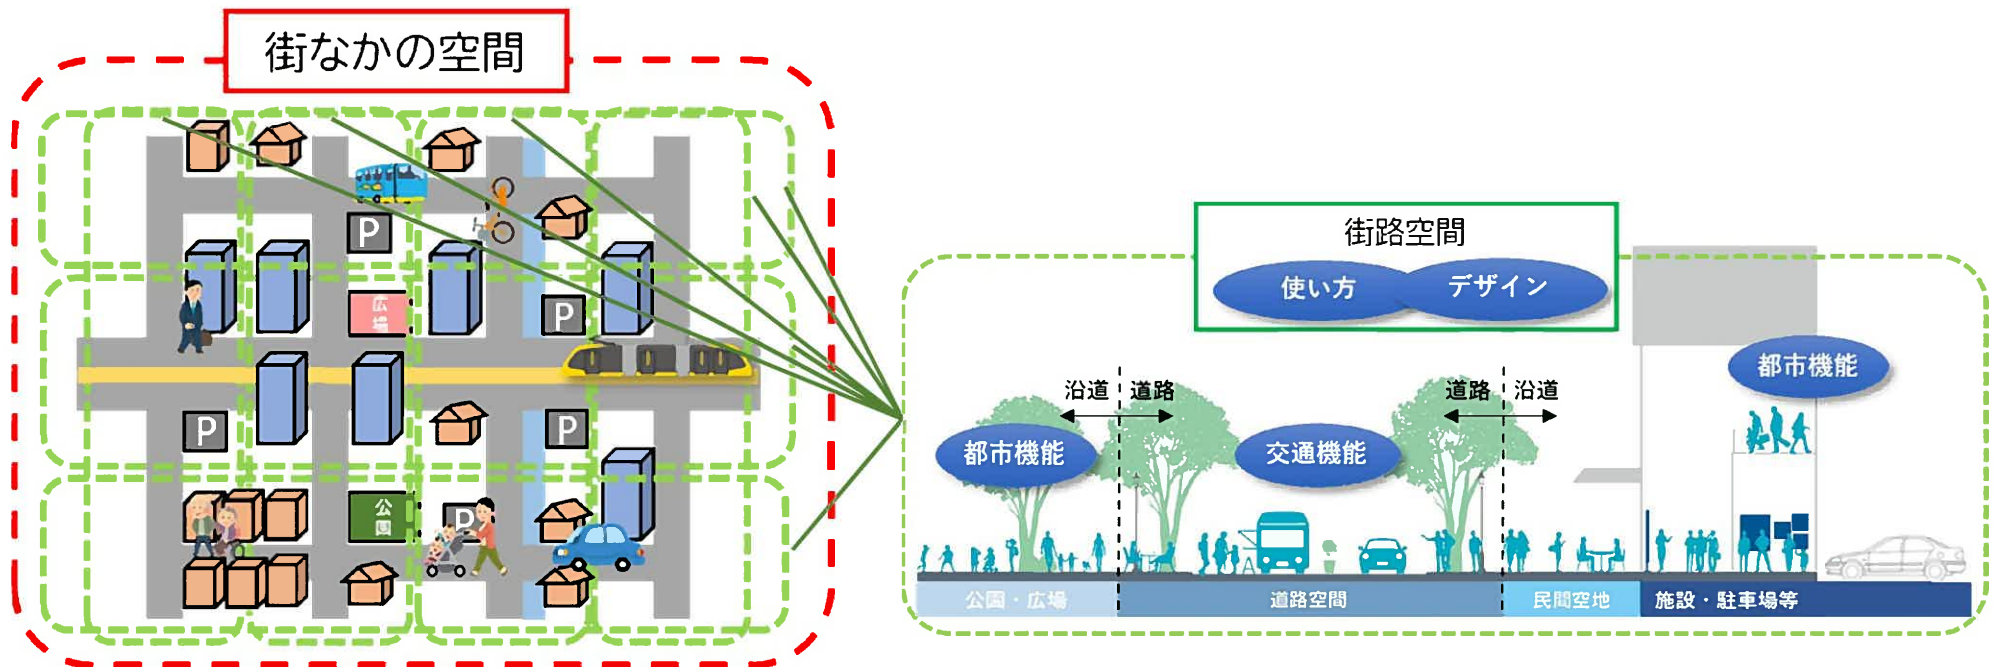 街なかの空間
P
広
場
P
P
P
公
園
P
街路空間
使い方
デザイン
都市機能
沿道
道路
道路
沿道
都市機能
交通機能
公園・広場
道路空間
民間空地
施設・駐車場等